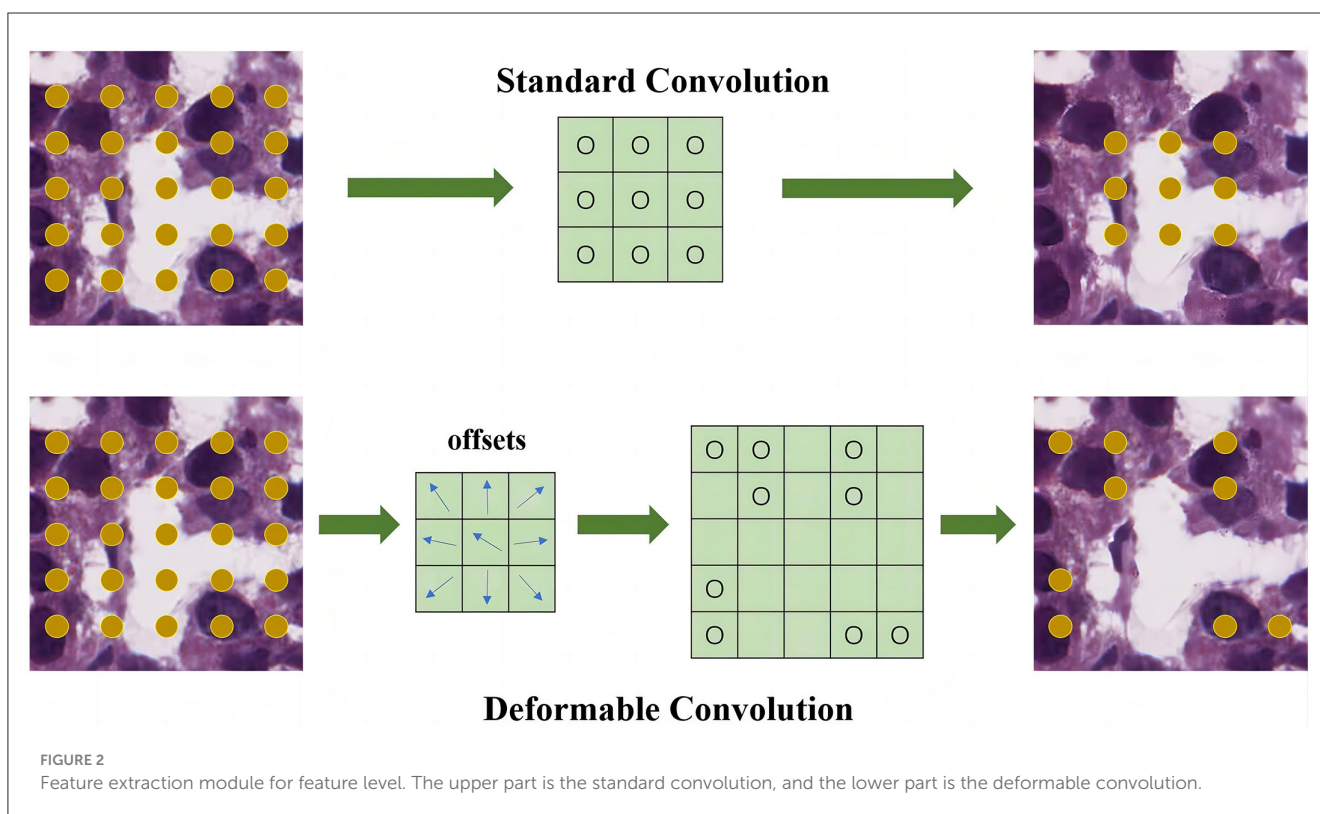 Standard Convolution
O O O
O O O
O O O
offsets
O O O
O O
O
O O O
Deformable Convolution
FIGURE 2
Feature extraction module for feature level. The upper part is the standard convolution, and the lower part is the deformable convolution.